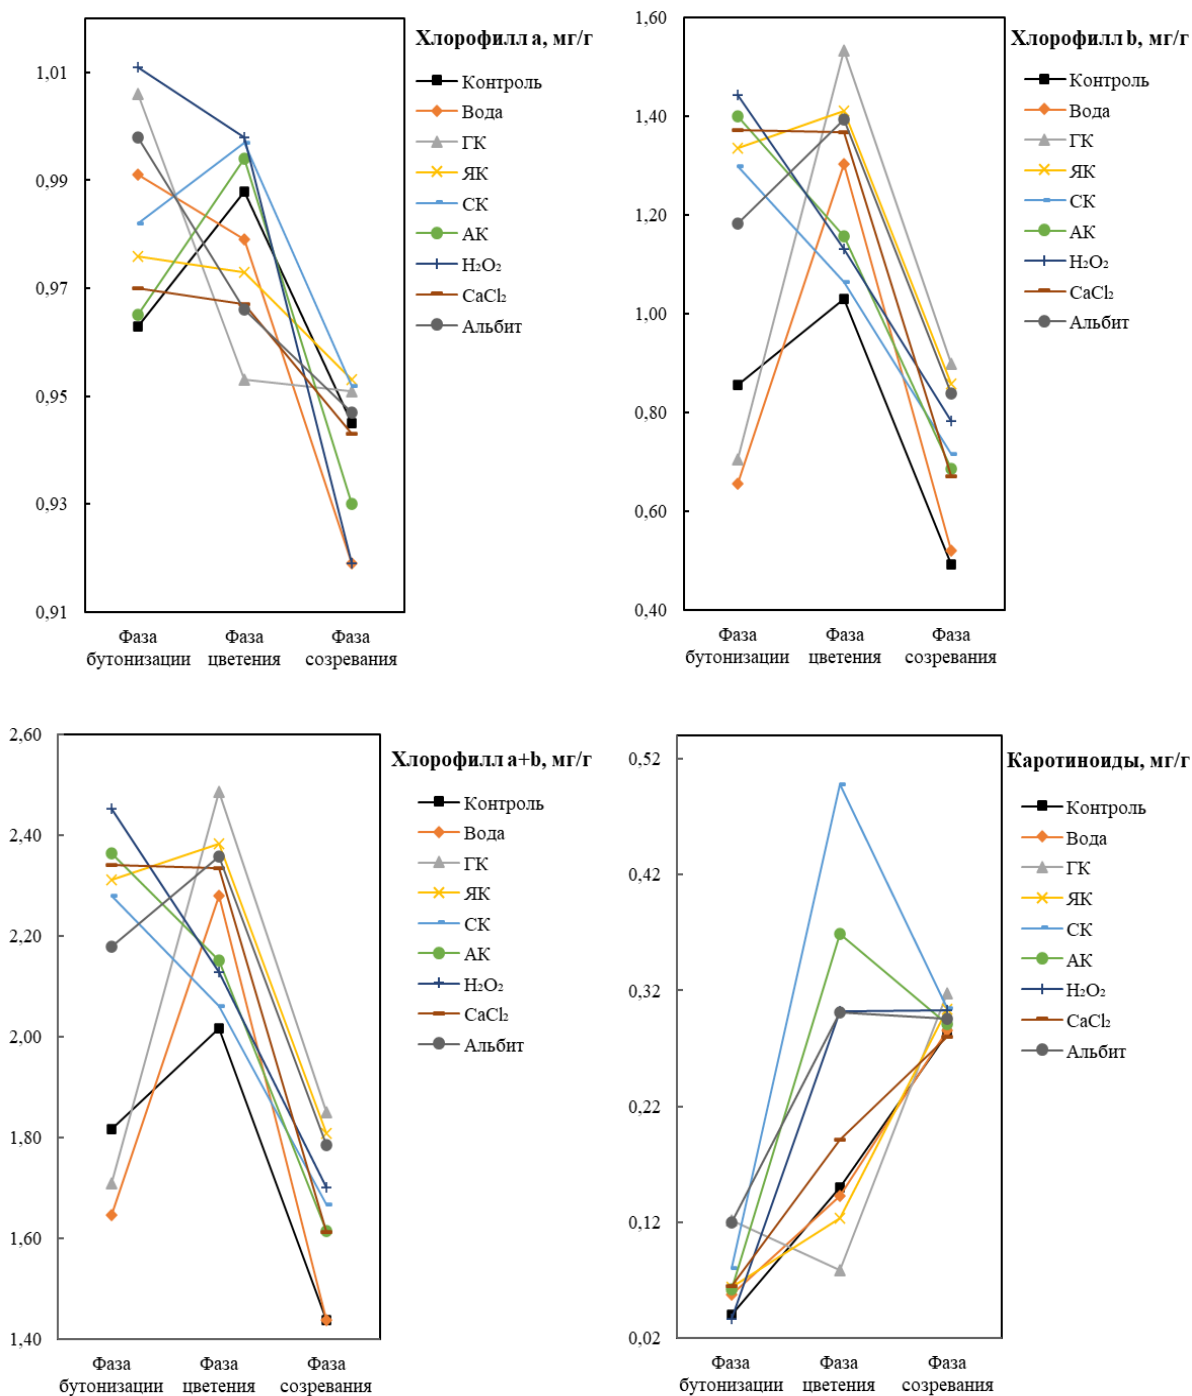 Хлорофилл a, мг/г
1,01
0,99
0,97
0,95
0,93
0,91
Контроль
Вода
ГК
ЯК
СК
АК
H₂O₂
CaCl₂
Альбит
Фаза
бутонизации
Фаза
цветения
Фаза
созревания
Хлорофилл b, мг/г
1,60
1,40
1,20
1,00
0,80
0,60
0,40
Контроль
Вода
ГК
ЯК
СК
АК
H₂O₂
CaCl₂
Альбит
Фаза
бутонизации
Фаза
цветения
Фаза
созревания
Хлорофилл a+b, мг/г
2,60
2,40
2,20
2,00
1,80
1,60
1,40
Контроль
Вода
ГК
ЯК
СК
АК
H₂O₂
CaCl₂
Альбит
Фаза
бутонизации
Фаза
цветения
Фаза
созревания
Каротиноиды, мг/г
0,52
0,42
0,32
0,22
0,12
0,02
Контроль
Вода
ГК
ЯК
СК
АК
H₂O₂
CaCl₂
Альбит
Фаза
бутонизации
Фаза
цветения
Фаза
созревания